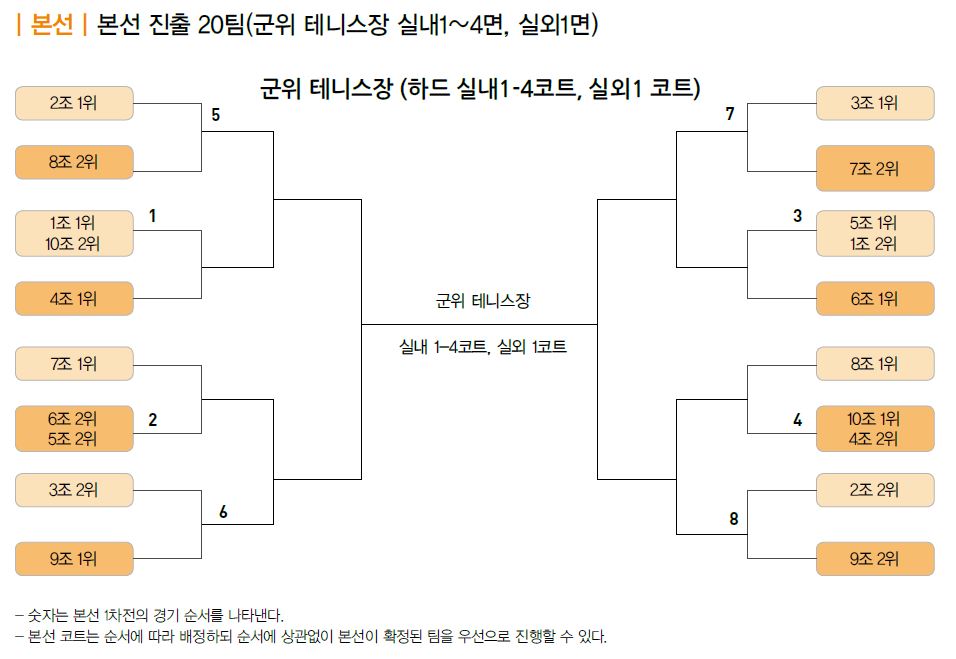 | 본선 | 본선 진출 20팀(군위 테니스장 실내1~4면, 실외1면)
군위 테니스장 (하드 실내1-4코트, 실외1 코트)
2조 1위
5
8조 2위
1조 1위
10조 2위
1
4조 1위
7조 1위
6조 2위
5조 2위
2
3조 2위
6
9조 1위
군위 테니스장
실내 1-4코트, 실외 1코트
7
3조 1위
7조 2위
3
5조 1위
1조 2위
6조 1위
8조 1위
4
10조 1위
4조 2위
2조 2위
8
9조 2위
- 숫자는 본선 1차전의 경기 순서를 나타낸다.
- 본선 코트는 순서에 따라 배정하되 순서에 상관없이 본선이 확정된 팀을 우선으로 진행할 수 있다.